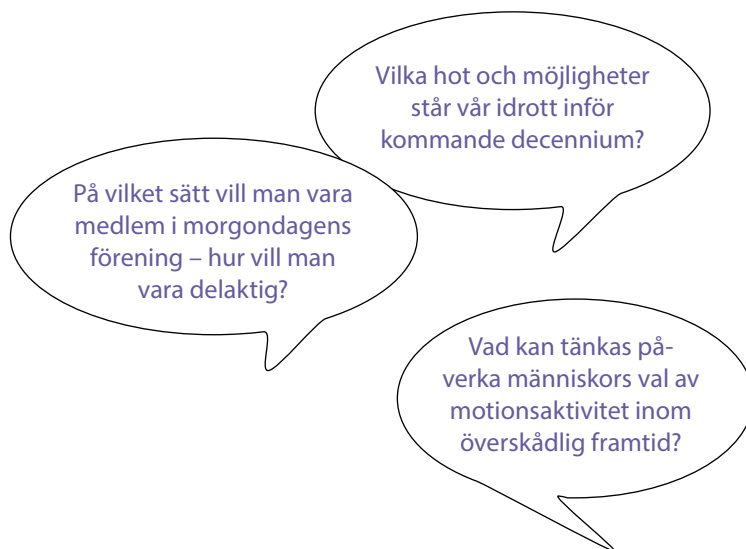 Vilka hot och möjligheter
står vår idrott inför
kommande decennium?
På vilket sätt vill man vara
medlem i morgondagens
förening – hur vill man
vara delaktig?
Vad kan tänkas på-
verka människors val av
motionsaktivitet inom
överskådlig framtid?